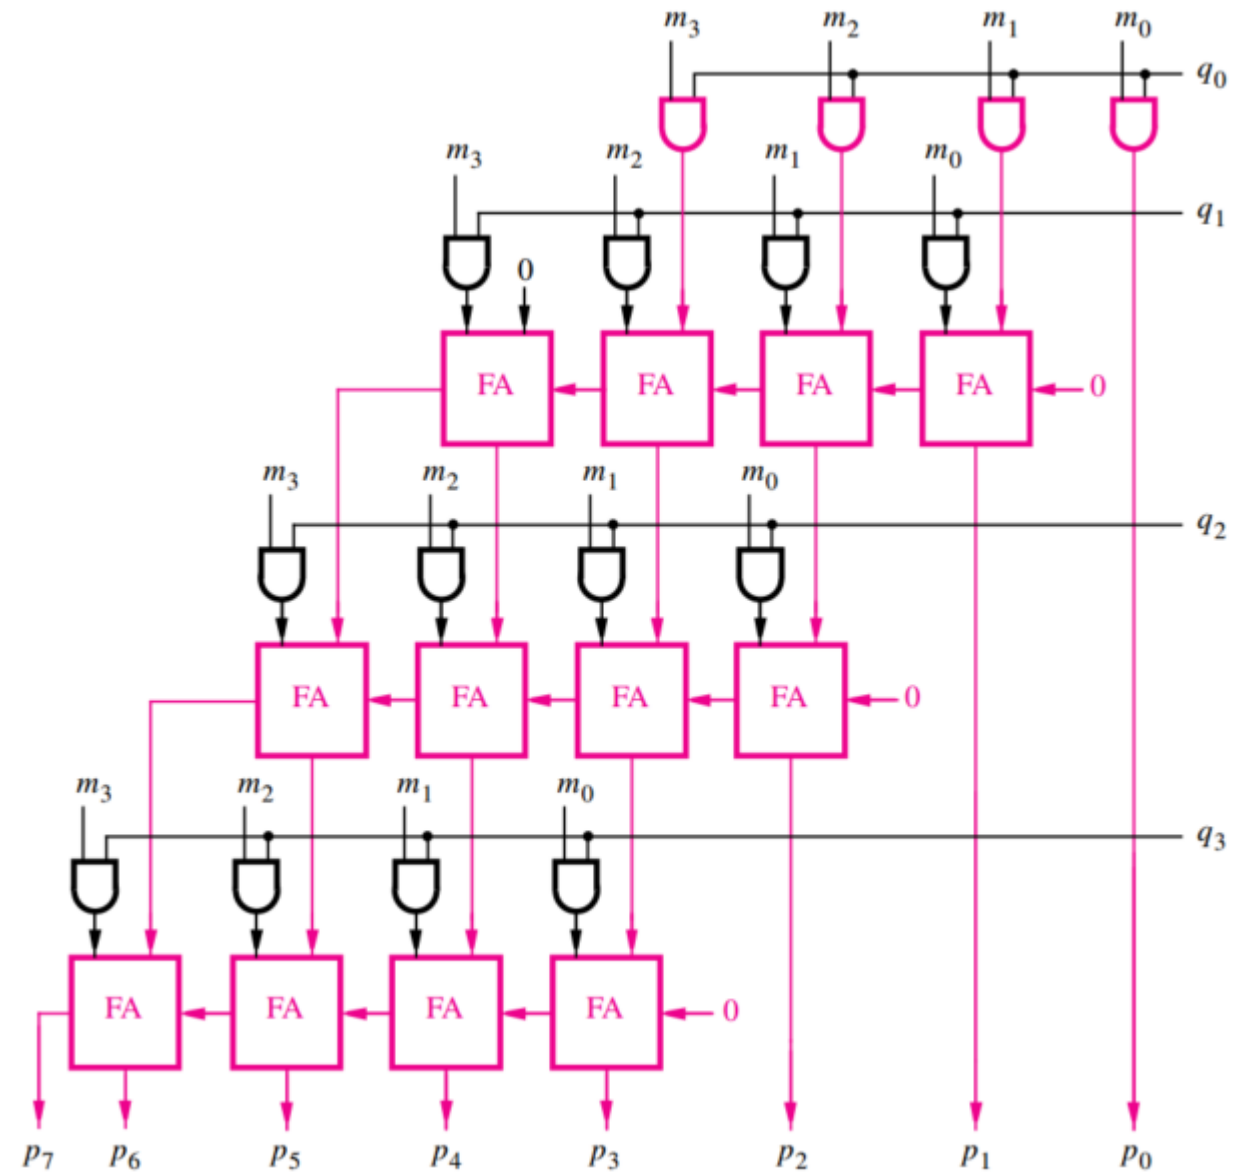 m₃ m₂ m₁ m₀
q₀
m₃ m₂ m₁ m₀
q₁
0
FA FA FA FA 0
m₃ m₂ m₁ m₀
q₂
FA FA FA FA 0
m₃ m₂ m₁ m₀
q₃
FA FA FA FA 0
p₇ p₆ p₅ p₄ p₃ p₂ p₁ p₀